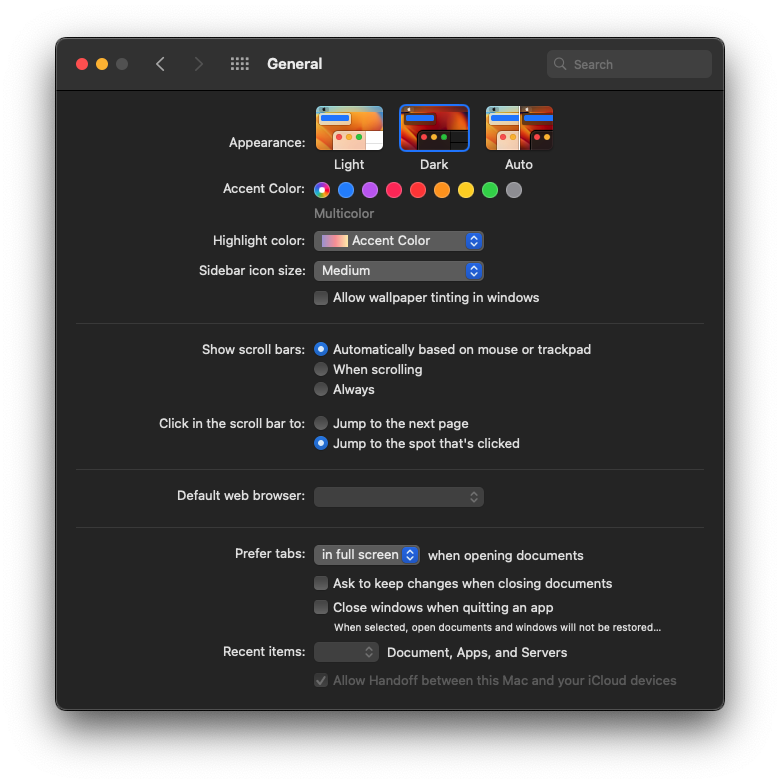 General
Search
Appearance:
Light
Dark
Auto
Accent Color:
Multicolor
Highlight color: Accent Color
Sidebar icon size: Medium
Allow wallpaper tinting in windows
Show scroll bars: Automatically based on mouse or trackpad
When scrolling
Always
Click in the scroll bar to: Jump to the next page
Jump to the spot that's clicked
Default web browser:
Prefer tabs: in full screen when opening documents
Ask to keep changes when closing documents
Close windows when quitting an app
When selected, open documents and windows will not be restored...
Recent items: Document, Apps, and Servers
Allow Handoff between this Mac and your iCloud devices